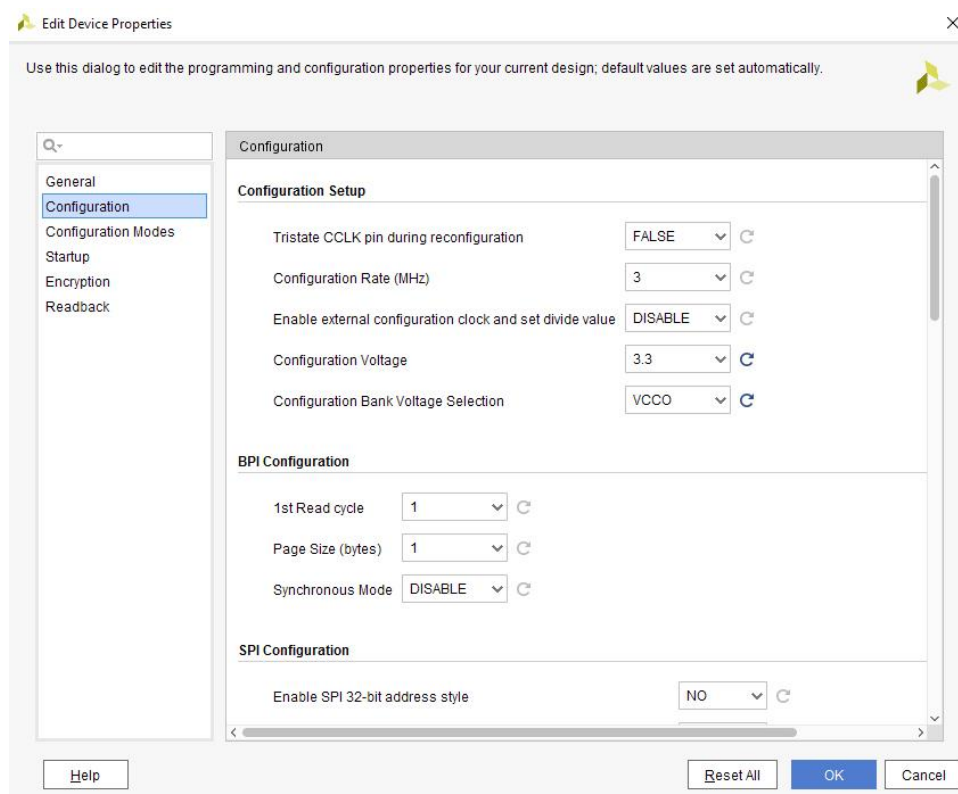 Edit Device Properties
Use this dialog to edit the programming and configuration properties for your current design; default values are set automatically.
General
Configuration
Configuration Modes
Startup
Encryption
Readback
Configuration
Configuration Setup
Tristate CCLK pin during reconfiguration FALSE
Configuration Rate (MHz) 3
Enable external configuration clock and set divide value DISABLE
Configuration Voltage 3.3
Configuration Bank Voltage Selection VCCO
BPI Configuration
1st Read cycle 1
Page Size (bytes) 1
Synchronous Mode DISABLE
SPI Configuration
Enable SPI 32-bit address style NO
Help Reset All OK Cancel